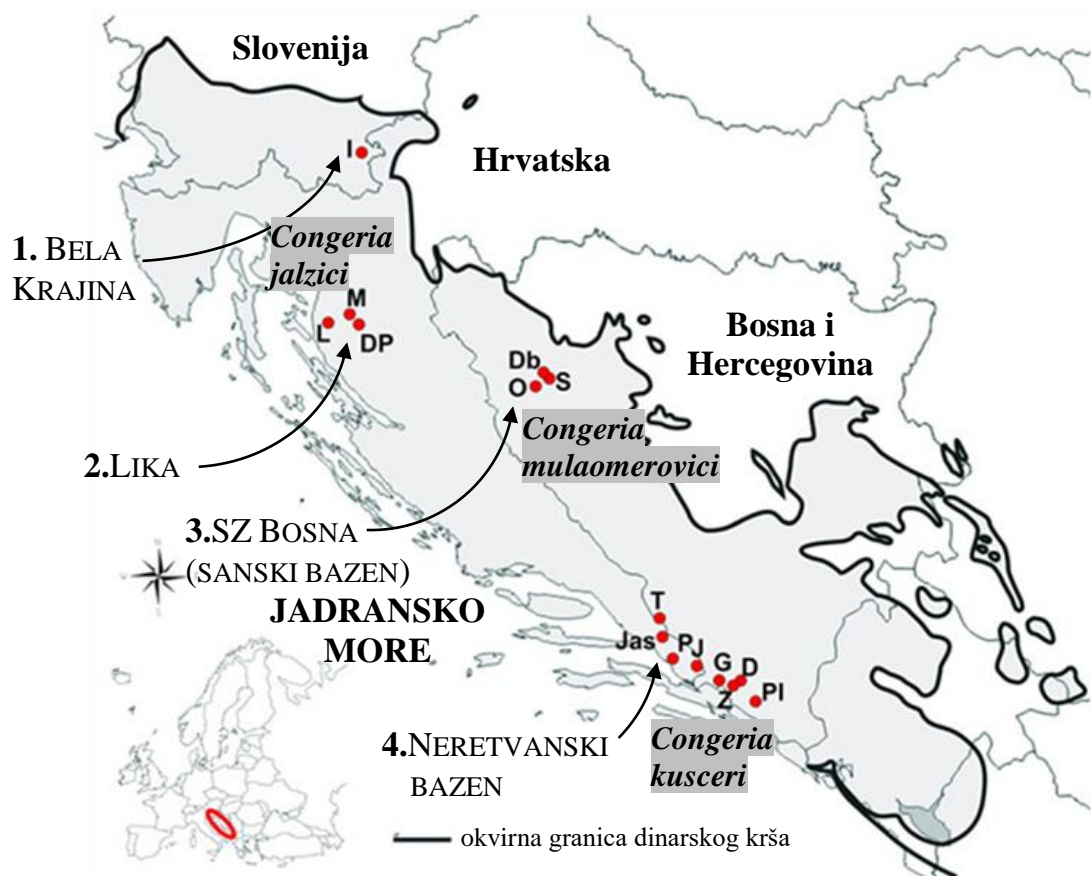 Slovenija
Hrvatska
I
1. BELA
KRAJINA
Congeria
jalzici
M
L
DP
Bosna i
Hercegovina
Db
O
S
Congeria,
mulaomerovici
2.LIKA
3.SZ BOSNA
(SANSKI BAZEN)
JADRANSKO
MORE
N
T
Jas
PJ
G
D
Z
Pl
4.NERETVANSKI
BAZEN
Congeria
kusceri
okvirna granica dinarskog krša